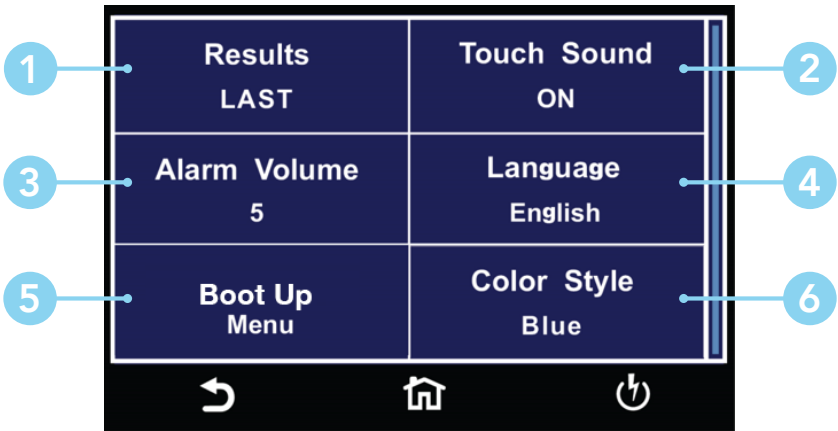 1
Results
LAST
2
Touch Sound
ON
3
Alarm Volume
5
4
Language
English
5
Boot Up
Menu
6
Color Style
Blue